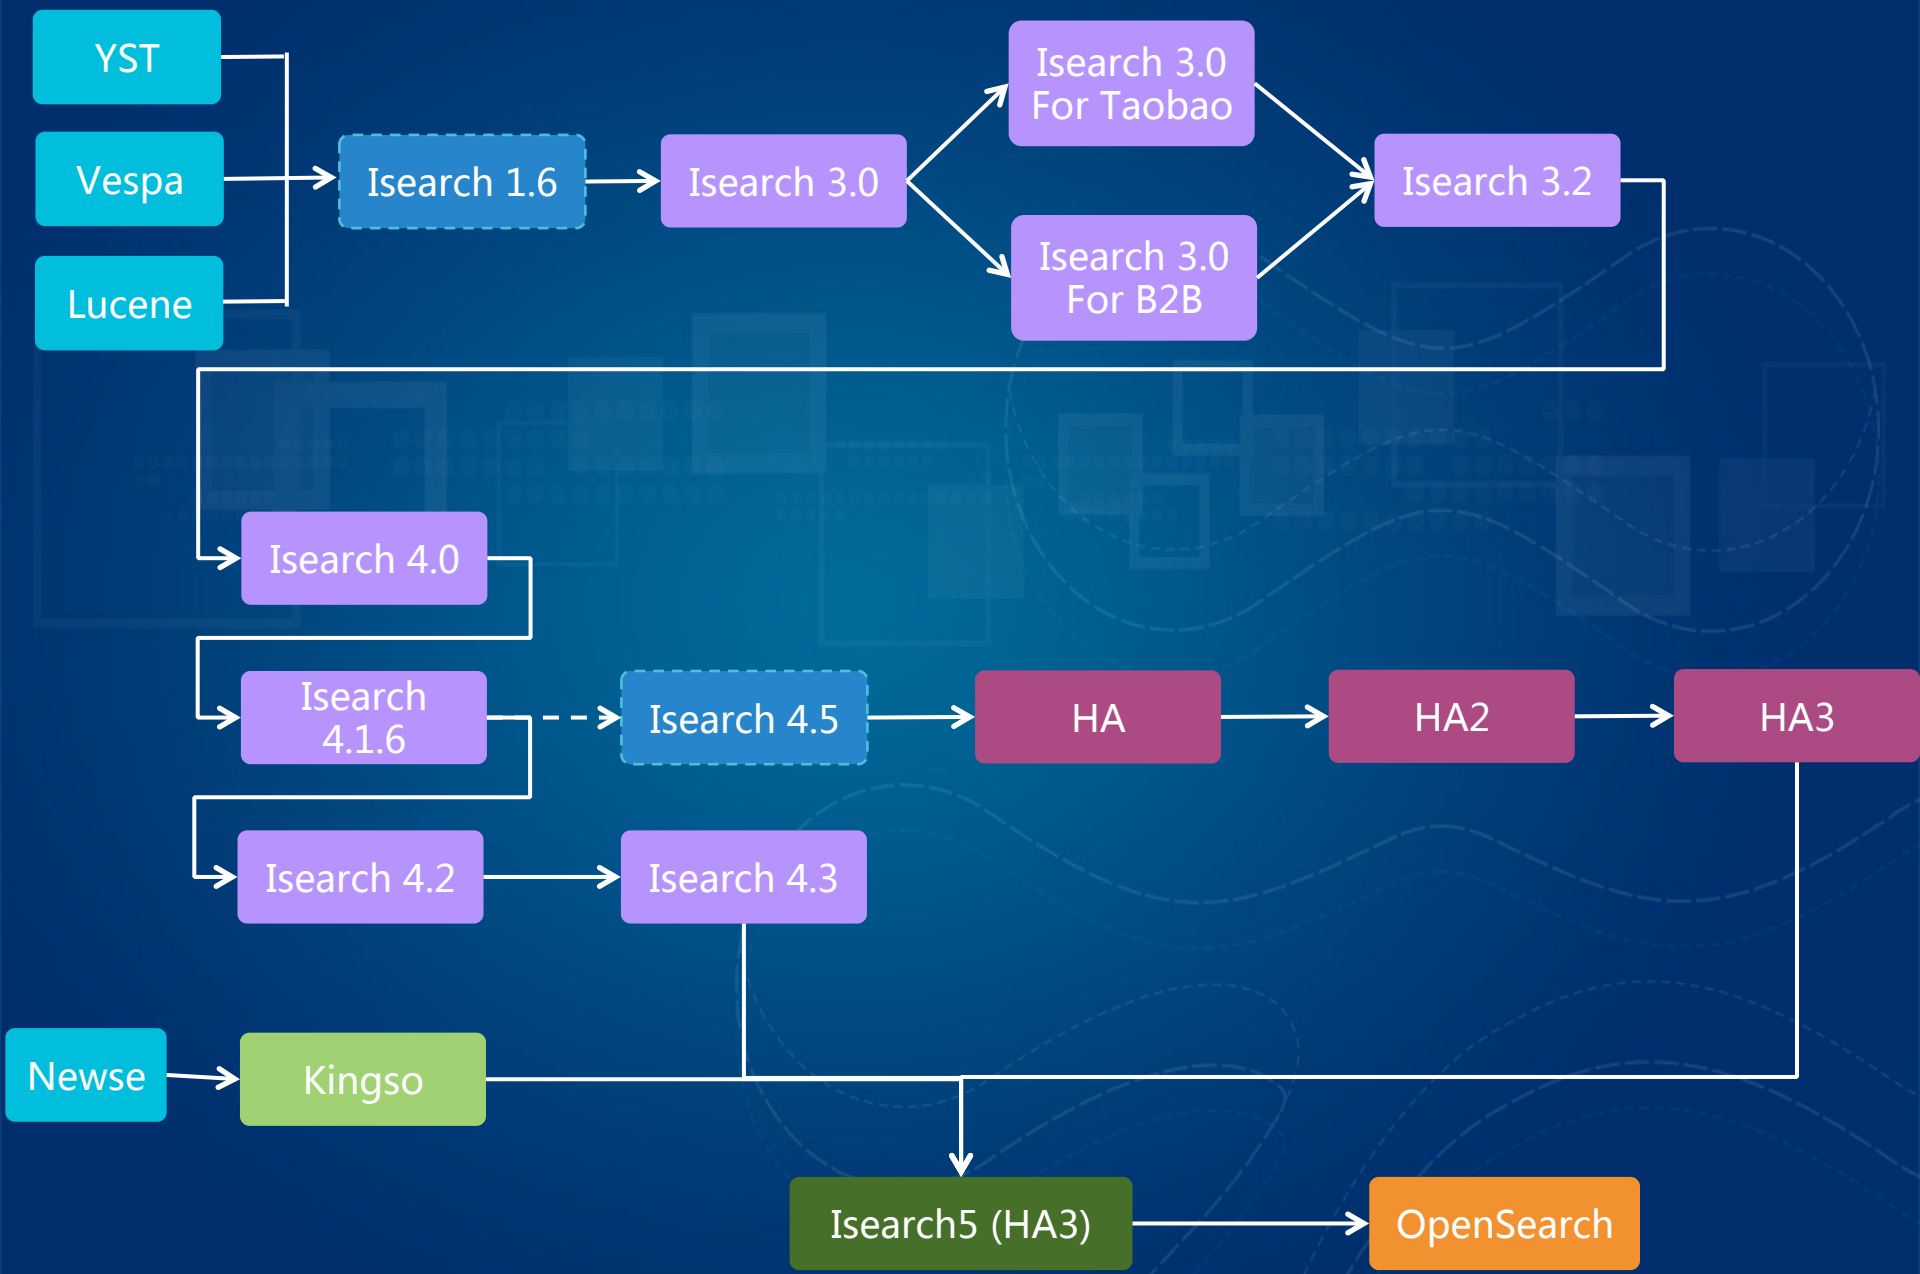 YST
Vespa
Lucene
Isearch 1.6
Isearch 3.0
Isearch 3.0
For Taobao
Isearch 3.0
For B2B
Isearch 3.2
Isearch 4.0
Isearch
4.1.6
Isearch 4.5
HA
HA2
HA3
Isearch 4.2
Isearch 4.3
Newse
Kingso
Isearch5 (HA3)
OpenSearch